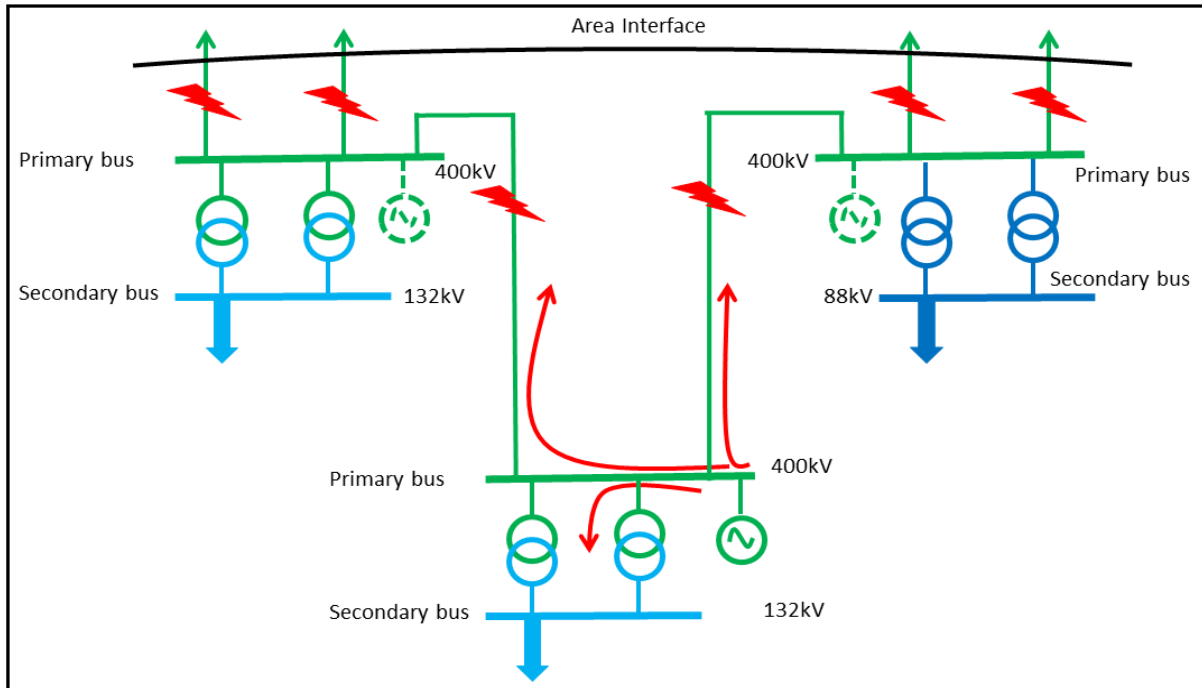 Area Interface
Primary bus
400kV
400kV
Primary bus
Secondary bus
132kV
88kV
Secondary bus
Primary bus
400kV
Secondary bus
132kV